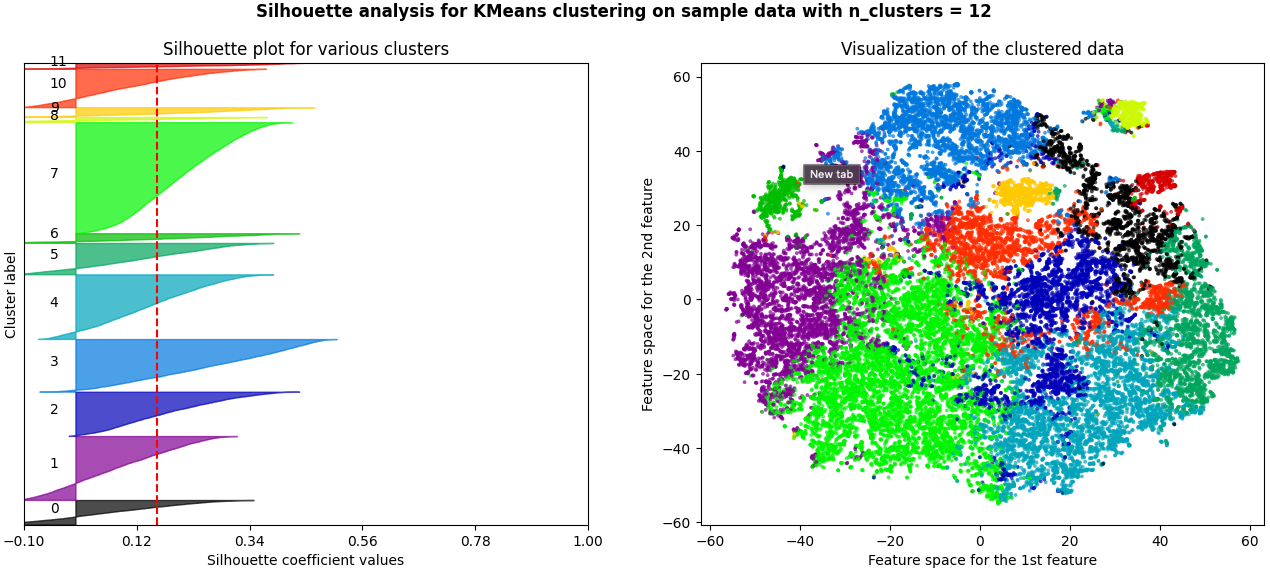 Silhouette analysis for KMeans clustering on sample data with n_clusters = 12
Silhouette plot for various clusters
11
10
9
8
7
6
5
4
3
2
1
0
Cluster label
−0.10 0.12 0.34 0.56 0.78 1.00
Silhouette coefficient values
Visualization of the clustered data
60
40
20
0
−20
−40
−60
Feature space for the 2nd feature
New tab
−60 −40 −20 0 20 40 60
Feature space for the 1st feature